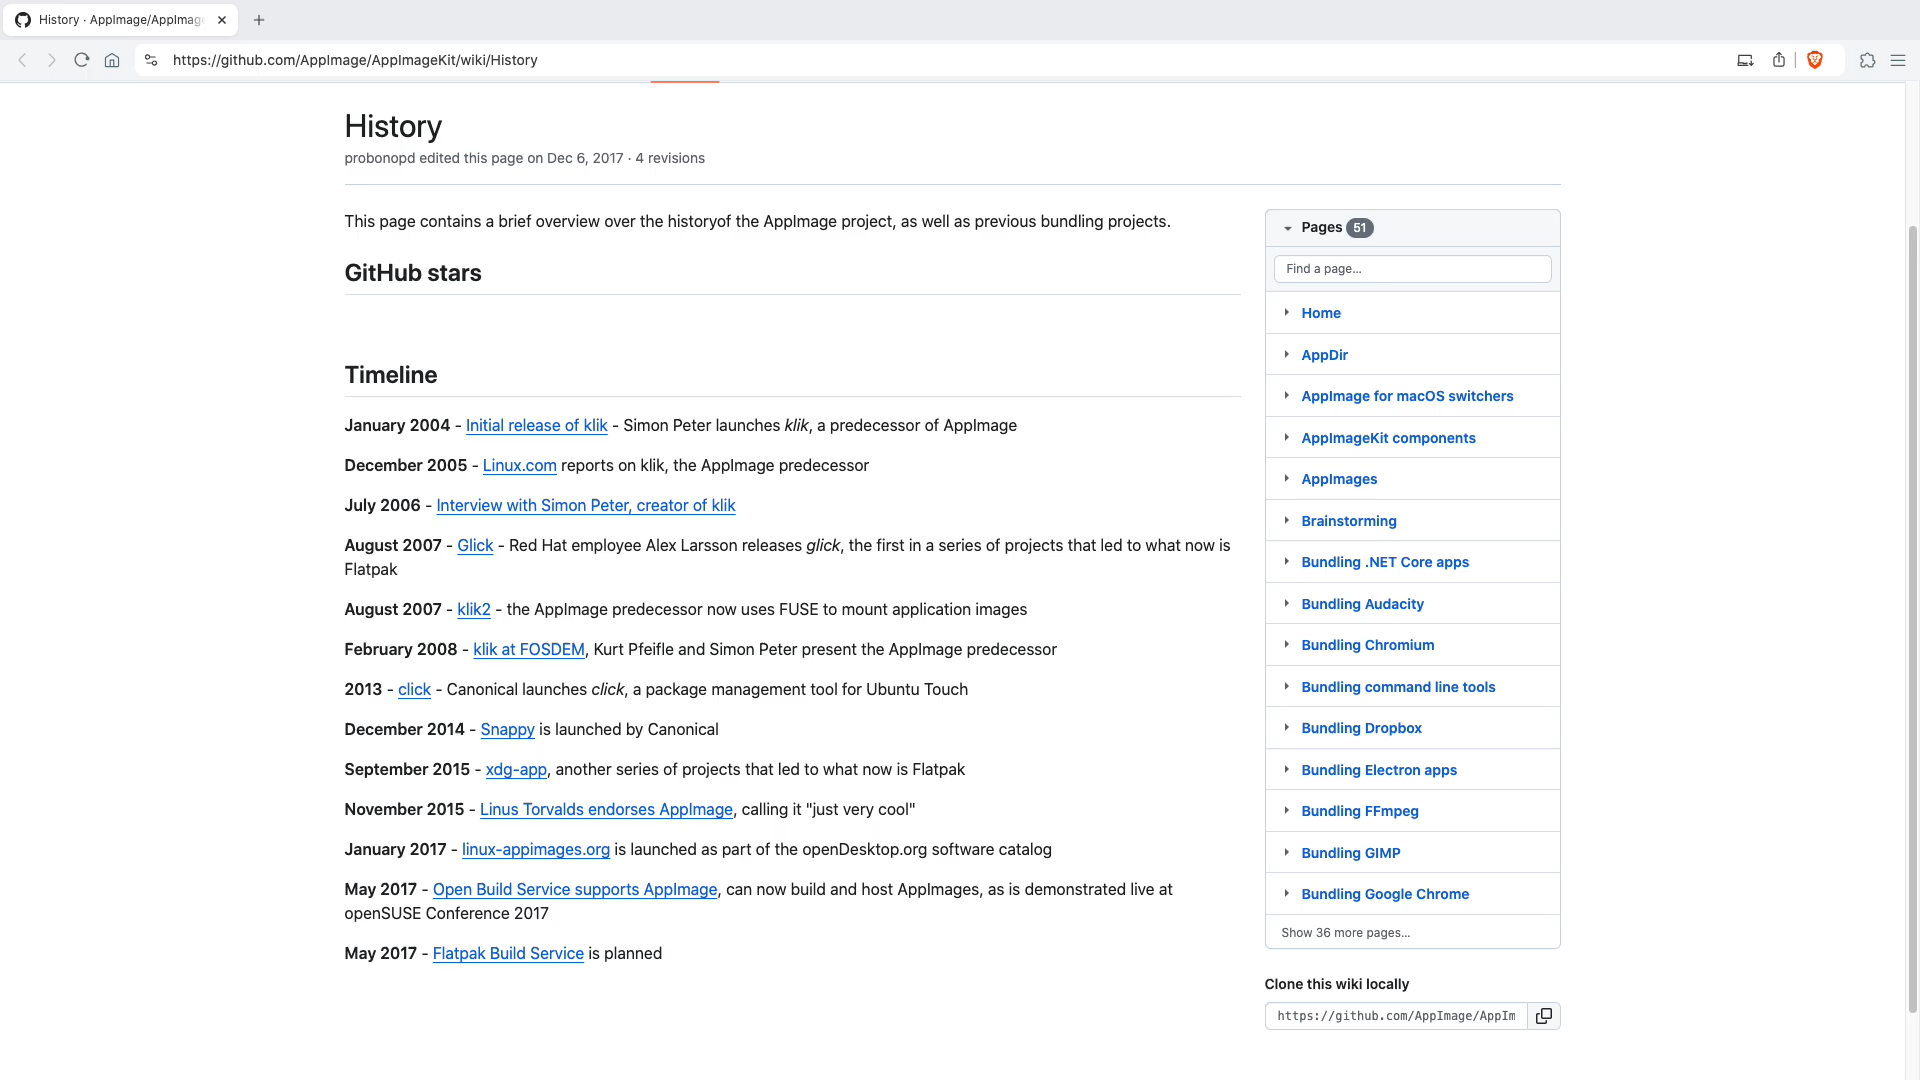 History · AppImage/AppImag
https://github.com/AppImage/AppImageKit/wiki/History
History
probonopd edited this page on Dec 6, 2017 · 4 revisions
This page contains a brief overview over the historyof the AppImage project, as well as previous bundling projects.
GitHub stars
Timeline
January 2004 - Initial release of klik - Simon Peter launches klik, a predecessor of AppImage
December 2005 - Linux.com reports on klik, the AppImage predecessor
July 2006 - Interview with Simon Peter, creator of klik
August 2007 - Glick - Red Hat employee Alex Larsson releases glick, the first in a series of projects that led to what now is
Flatpak
August 2007 - klik2 - the AppImage predecessor now uses FUSE to mount application images
February 2008 - klik at FOSDEM, Kurt Pfeifle and Simon Peter present the AppImage predecessor
2013 - click - Canonical launches click, a package management tool for Ubuntu Touch
December 2014 - Snappy is launched by Canonical
September 2015 - xdg-app, another series of projects that led to what now is Flatpak
November 2015 - Linus Torvalds endorses AppImage, calling it "just very cool"
January 2017 - linux-appimages.org is launched as part of the openDesktop.org software catalog
May 2017 - Open Build Service supports AppImage, can now build and host AppImages, as is demonstrated live at
openSUSE Conference 2017
May 2017 - Flatpak Build Service is planned
Pages 51
Find a page...
Home
AppDir
AppImage for macOS switchers
AppImageKit components
AppImages
Brainstorming
Bundling .NET Core apps
Bundling Audacity
Bundling Chromium
Bundling command line tools
Bundling Dropbox
Bundling Electron apps
Bundling FFmpeg
Bundling GIMP
Bundling Google Chrome
Show 36 more pages...
Clone this wiki locally
https://github.com/AppImage/AppIm